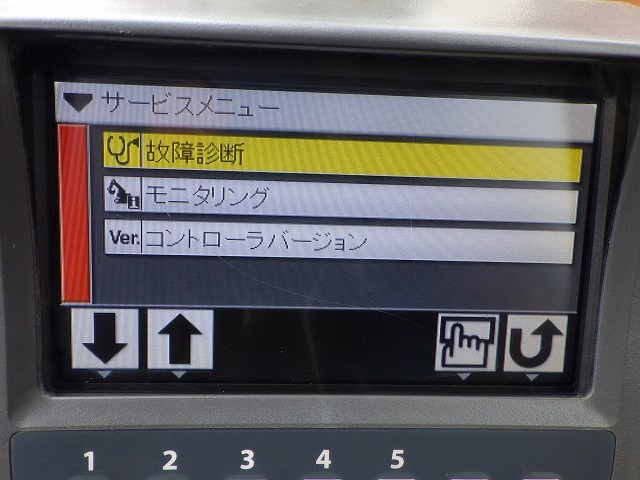 サービスメニュー
故障診断
モニタリング
Ver. コントローラバージョン
1 2 3 4 5